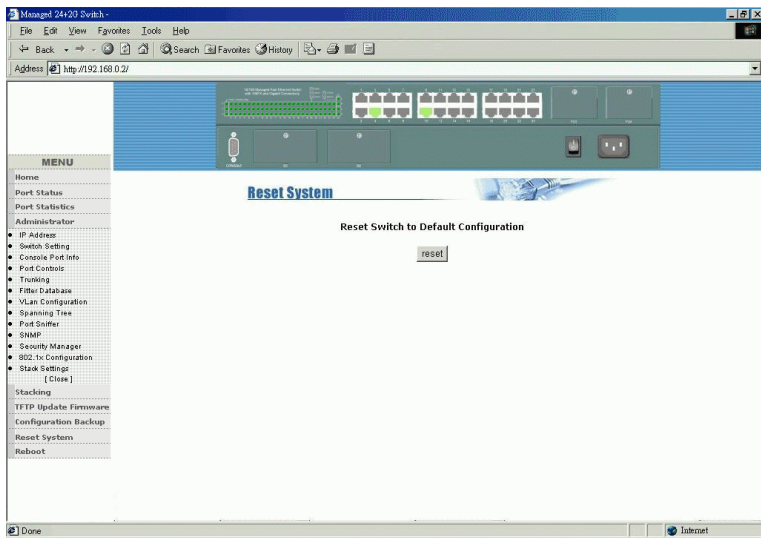 Managed 24+2G Switch -
File Edit View Favorites Tools Help
Back Search Favorites History
Address http://192.168.0.2/
MENU
Home
Port Status
Port Statistics
Administrator
IP Address
Switch Setting
Console Port Info
Port Controls
Trunking
Fitter Database
VLan Configuration
Spanning Tree
Port Sniffer
SNMP
Security Manager
802.1x Configuration
Stack Settings
[ Close ]
Stacking
TFTP Update Firmware
Configuration Backup
Reset System
Reboot
Reset System
Reset Switch to Default Configuration
reset
Done
Internet